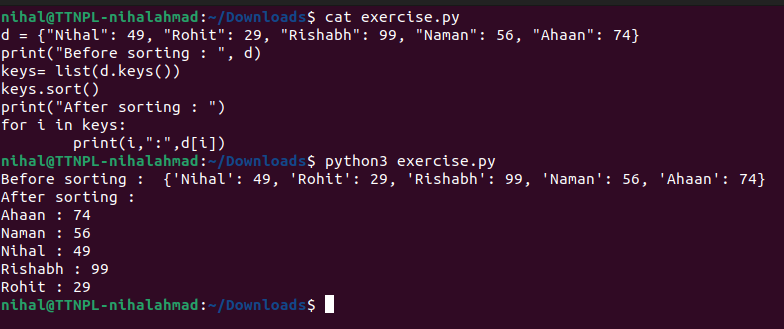 nihal@TTNPL-nihalahmad:~/Downloads$ cat exercise.py
d = {"Nihal": 49, "Rohit": 29, "Rishabh": 99, "Naman": 56, "Ahaan": 74}
print("Before sorting : ", d)
keys= list(d.keys())
keys.sort()
print("After sorting : ")
for i in keys:
        print(i,":",d[i])
nihal@TTNPL-nihalahmad:~/Downloads$ python3 exercise.py
Before sorting :  {'Nihal': 49, 'Rohit': 29, 'Rishabh': 99, 'Naman': 56, 'Ahaan': 74}
After sorting :
Ahaan : 74
Naman : 56
Nihal : 49
Rishabh : 99
Rohit : 29
nihal@TTNPL-nihalahmad:~/Downloads$